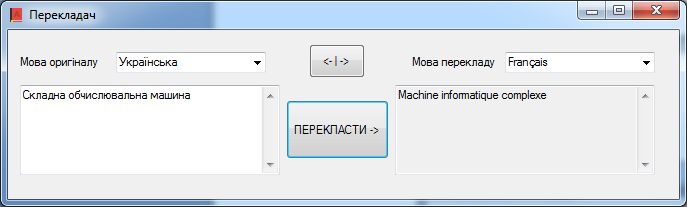 Перекладач
Мова оригіналу Українська <-|-> Мова перекладу Français
Складна обчислювальна машина ПЕРЕКЛАСТИ -> Machine informatique complexe